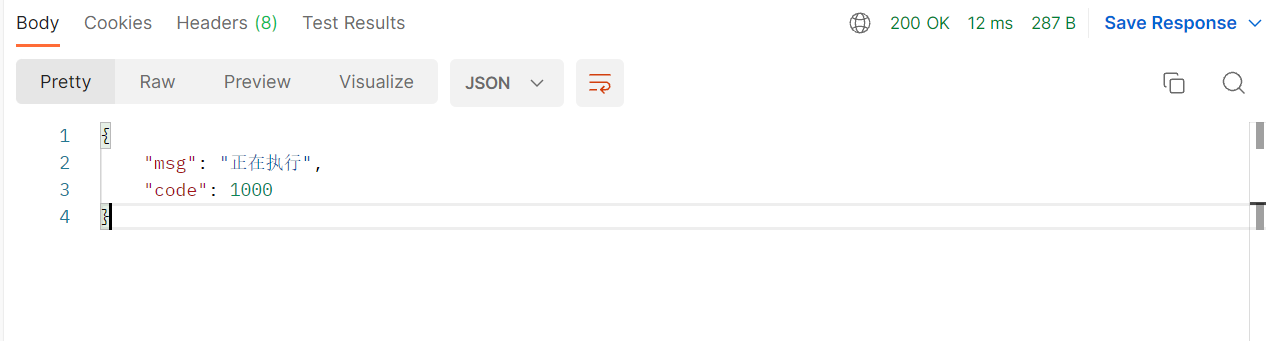 Body Cookies Headers (8) Test Results 200 OK 12 ms 287 B Save Response
Pretty Raw Preview Visualize JSON
1 {
2 "msg": "正在执行",
3 "code": 1000
4 }